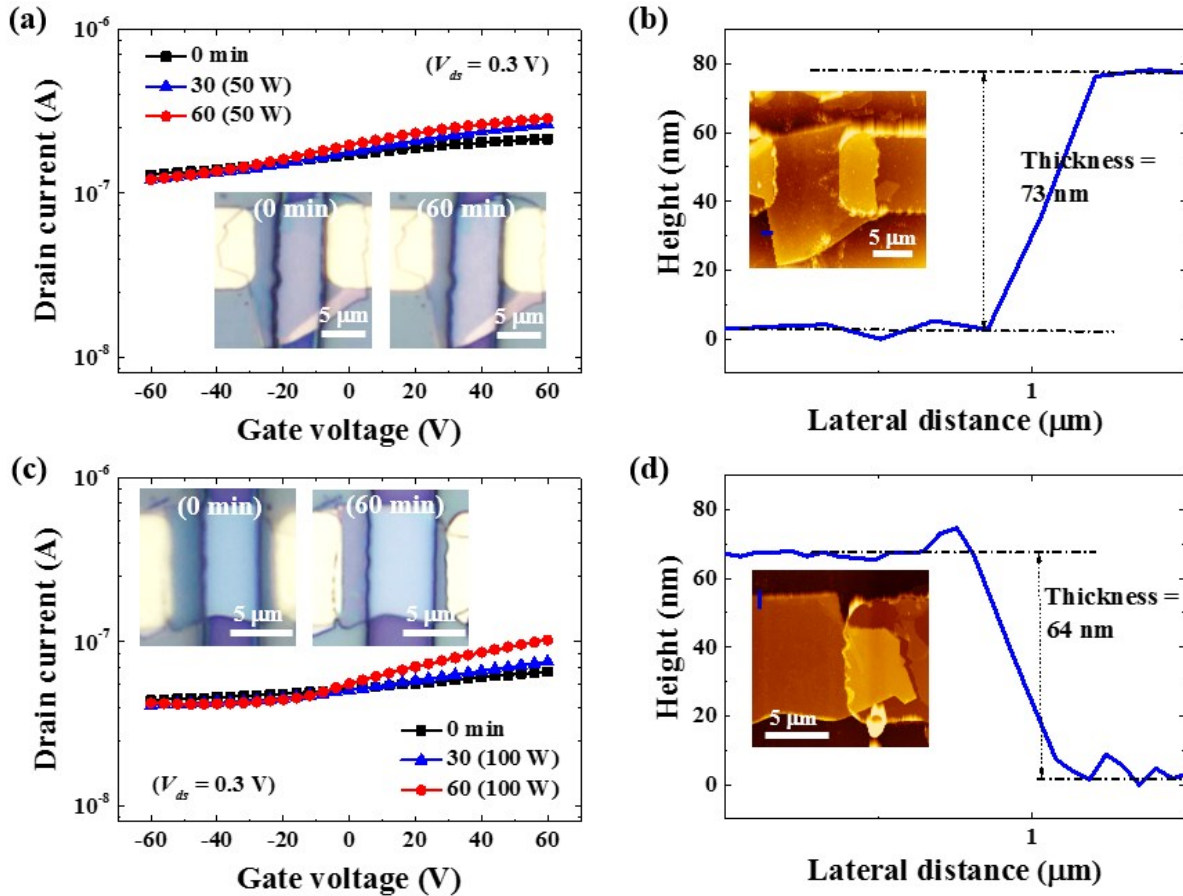 (a)
10^-6
10^-7
10^-8
Drain current (A)
0 min
30 (50 W)
60 (50 W)
(V_ds = 0.3 V)
(0 min)
(60 min)
5 μm
5 μm
-60 -40 -20 0 20 40 60
Gate voltage (V)
(b)
80
60
40
20
0
Height (nm)
5 μm
Thickness =
73 nm
1
Lateral distance (μm)
(c)
10^-6
10^-7
10^-8
Drain current (A)
(0 min)
(60 min)
5 μm
5 μm
0 min
30 (100 W)
60 (100 W)
(V_ds = 0.3 V)
-60 -40 -20 0 20 40 60
Gate voltage (V)
(d)
80
60
40
20
0
Height (nm)
5 μm
Thickness =
64 nm
1
Lateral distance (μm)